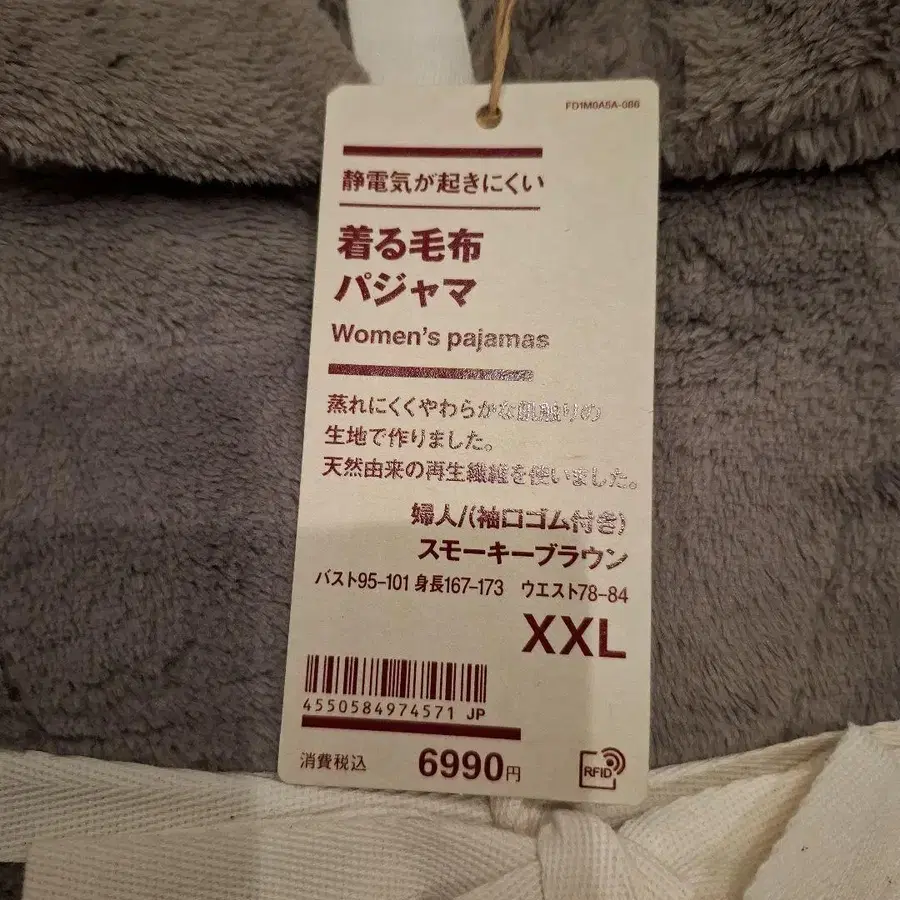 FD1M0A5A-086
静電気が起きにくい
着る毛布
パジャマ
Women's pajamas
蒸れにくくやわらかな肌触りの
生地で作りました。
天然由来の再生繊維を使いました。
婦人/(袖口ゴム付き)
スモーキーブラウン
バスト95-101 身長167-173 ウエスト78-84
XXL
4550584974571 JP
消費税込 6990円
RFID